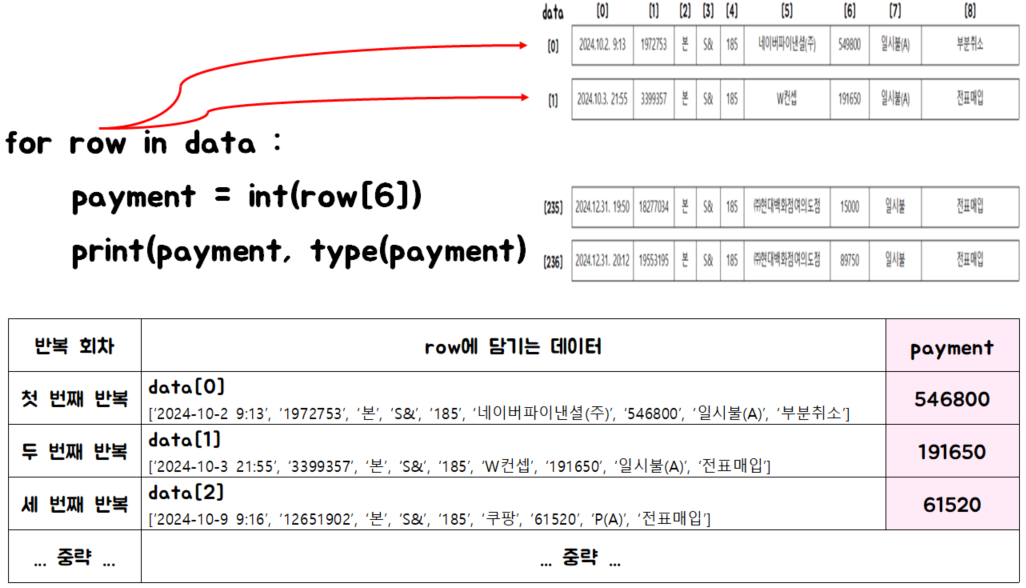 data [0] [1] [2] [3] [4] [5] [6] [7] [8]
[0] 2024.10.2. 9:13 1972753 본 S& 185 네이버파이낸셜(주) 549800 일시불(A) 부분취소
[1] 2024.10.3. 21:55 3399357 본 S& 185 W컨셉 191650 일시불(A) 전표매입
for row in data :
payment = int(row[6])
print(payment, type(payment)
[235] 2024.12.31. 19:50 18277034 본 S& 185 ㈜현대백화점여의도점 15000 일시불 전표매입
[236] 2024.12.31. 20:12 19553195 본 S& 185 ㈜현대백화점여의도점 89750 일시불 전표매입
반복 회차 row에 담기는 데이터 payment
첫 번째 반복 data[0] 546800
['2024-10-2 9:13', '1972753', '본', 'S&', '185', '네이버파이낸셜(주)', '546800', '일시불(A)', '부분취소']
두 번째 반복 data[1] 191650
['2024-10-3 21:55', '3399357', '본', 'S&', '185', 'W컨셉', '191650', '일시불(A)', '전표매입']
세 번째 반복 data[2] 61520
['2024-10-9 9:16', '12651902', '본', 'S&', '185', '쿠팡', '61520', 'P(A)', '전표매입']
... 중략 ... ... 중략 ...